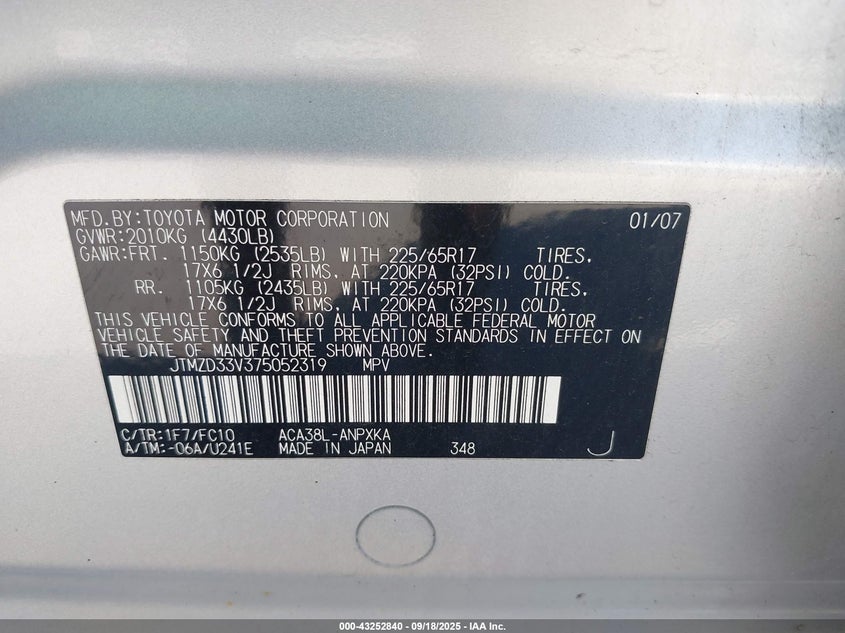 MFD.BY:TOYOTA MOTOR CORPORATION 01/07
GVWR:2010KG (4430LB)
GAWR:FRT. 1150KG (2535LB) WITH 225/65R17 TIRES,
17X6 1/2J RIMS, AT 220KPA (32PSI) COLD.
RR. 1105KG (2435LB) WITH 225/65R17 TIRES,
17X6 1/2J RIMS, AT 220KPA (32PSI) COLD.
THIS VEHICLE CONFORMS TO ALL APPLICABLE FEDERAL MOTOR
VEHICLE SAFETY AND THEFT PREVENTION STANDARDS IN EFFECT ON
THE DATE OF MANUFACTURE SHOWN ABOVE.
JTMZD33V375052319 MPV
C/TR:1F7/FC10 ACA38L-ANPXKA
A/TM:-06A/U241E MADE IN JAPAN 348 J
000-43252840 - 09/18/2025 - IAA Inc.